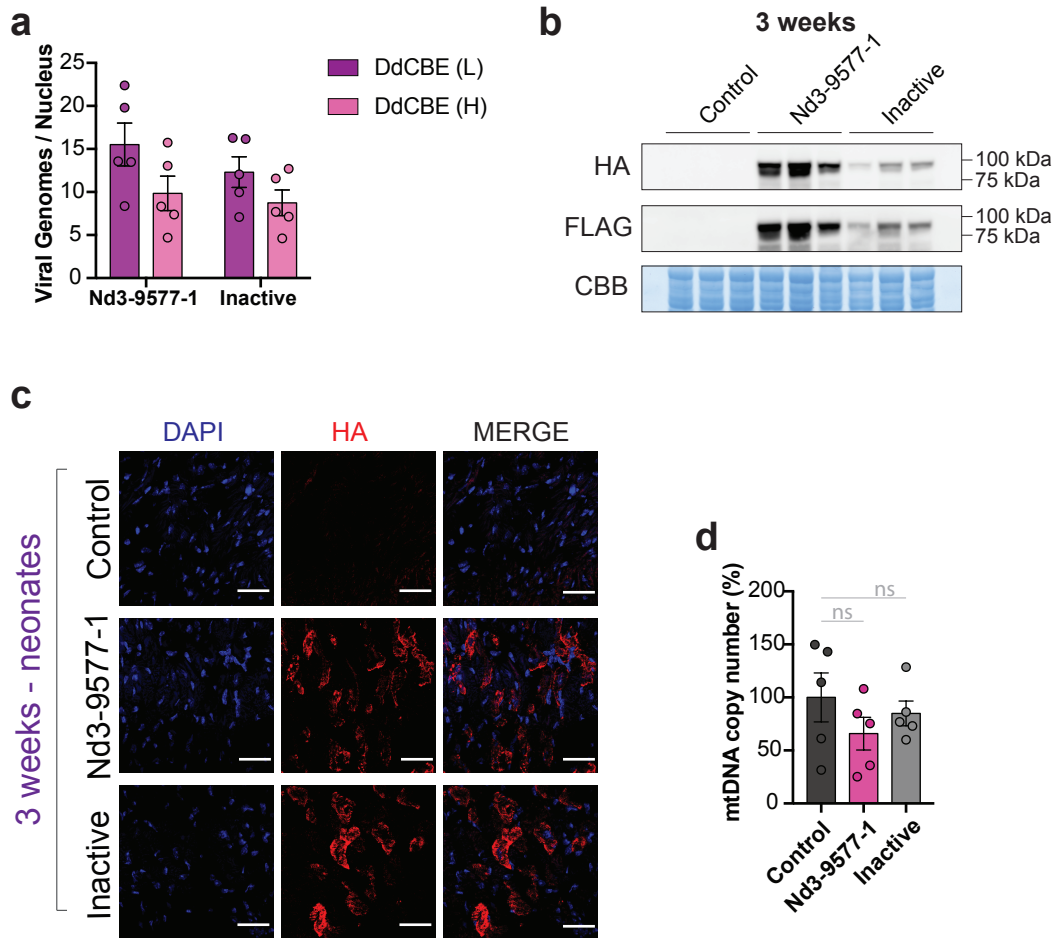 a
Viral Genomes / Nucleus
25
20
15
10
5
0
Nd3-9577-1
Inactive
DdCBE (L)
DdCBE (H)
b
3 weeks
Control
Nd3-9577-1
Inactive
HA
100 kDa
75 kDa
FLAG
100 kDa
75 kDa
CBB
c
3 weeks - neonates
DAPI
HA
MERGE
Control
Nd3-9577-1
Inactive
d
mtDNA copy number (%)
200
150
100
50
0
ns
ns
Control
Nd3-9577-1
Inactive